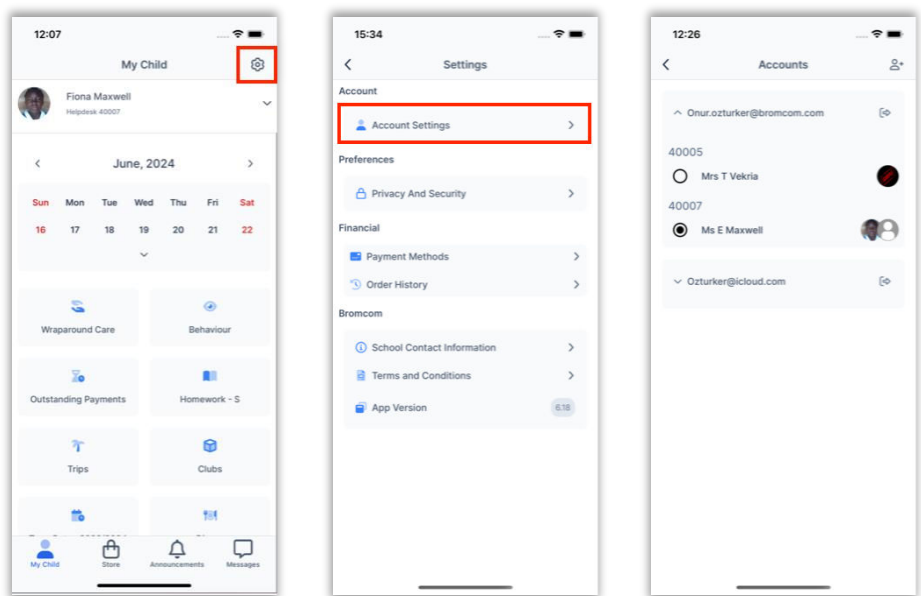 12:07
My Child
Fiona Maxwell
Helpdesk 40007
June, 2024
Sun Mon Tue Wed Thu Fri Sat
16 17 18 19 20 21 22
Wraparound Care Behaviour
Outstanding Payments Homework - S
Trips Clubs
My Child Store Announcements Messages
15:34
Settings
Account
Account Settings
Preferences
Privacy And Security
Financial
Payment Methods
Order History
Bromcom
School Contact Information
Terms and Conditions
App Version 6.18
12:26
Accounts
Onur.ozturker@bromcom.com
40005
Mrs T Vekria
40007
Ms E Maxwell
Ozturker@icloud.com